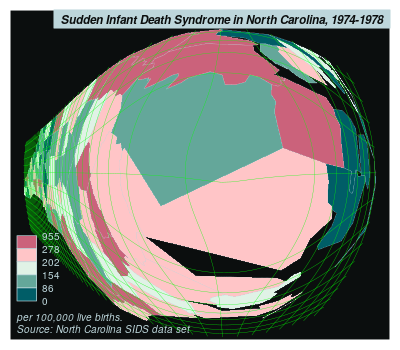 Sudden Infant Death Syndrome in North Carolina, 1974-1978
955
278
202
154
86
0
per 100,000 live births.
Source: North Carolina SIDS data set